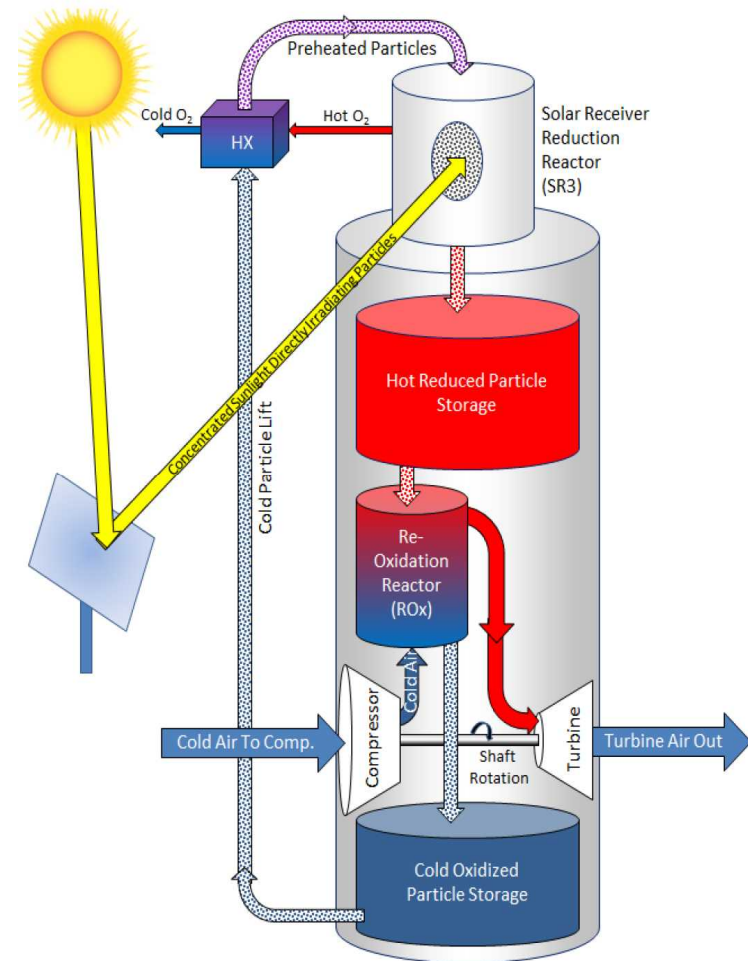 Preheated Particles
Cold O₂
Hot O₂
HX
Solar Receiver
Reduction
Reactor
(SR3)
Concentrated Sunlight Directly Irradiating Particles
Cold Particle Lift
Hot Reduced Particle
Storage
Re-
Oxidation
Reactor
(ROx)
Cold Air
Cold Air To Comp.
Compressor
Shaft
Rotation
Turbine
Turbine Air Out
Cold Oxidized
Particle Storage